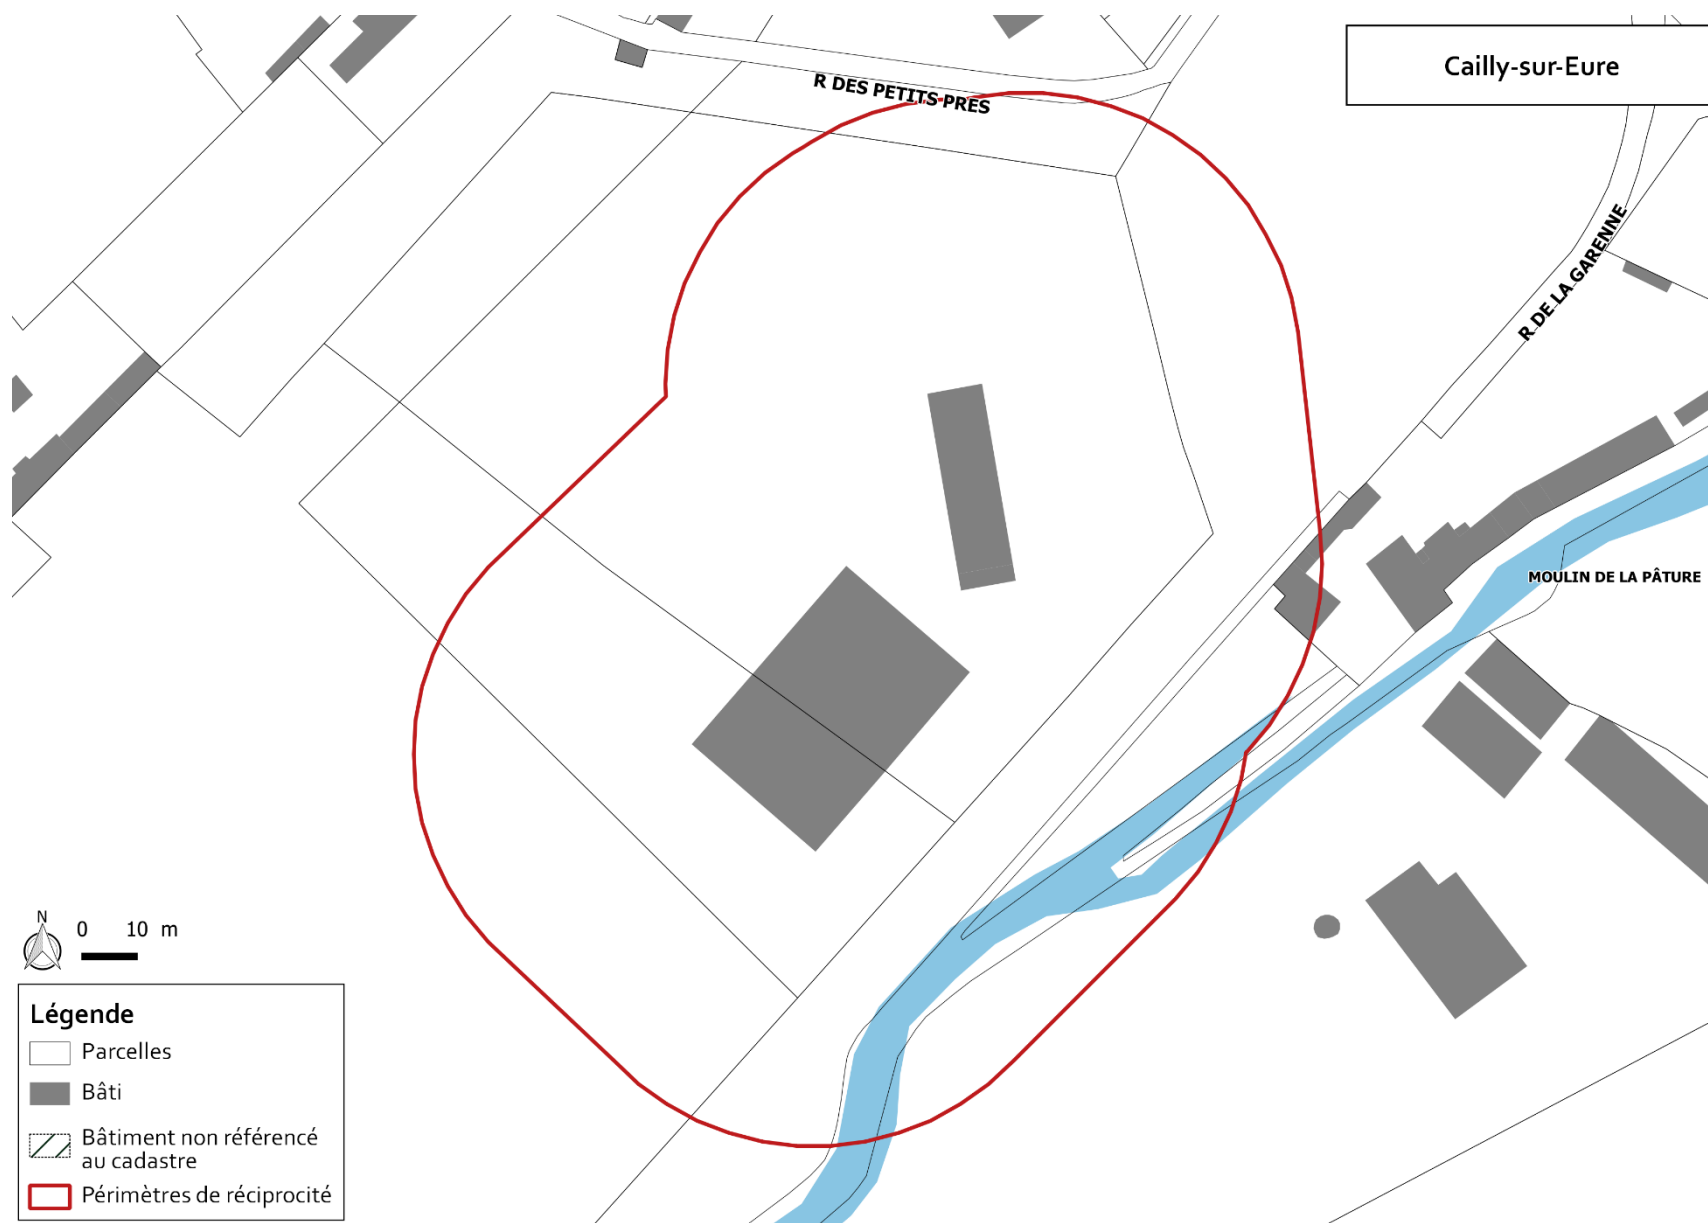 Cailly-sur-Eure
R DES PETITS PRES
R DE LA GARENNE
MOULIN DE LA PÂTURE
N
0 10 m
Légende
Parcelles
Bâti
Bâtiment non référencé
au cadastre
Périmètres de réciprocité